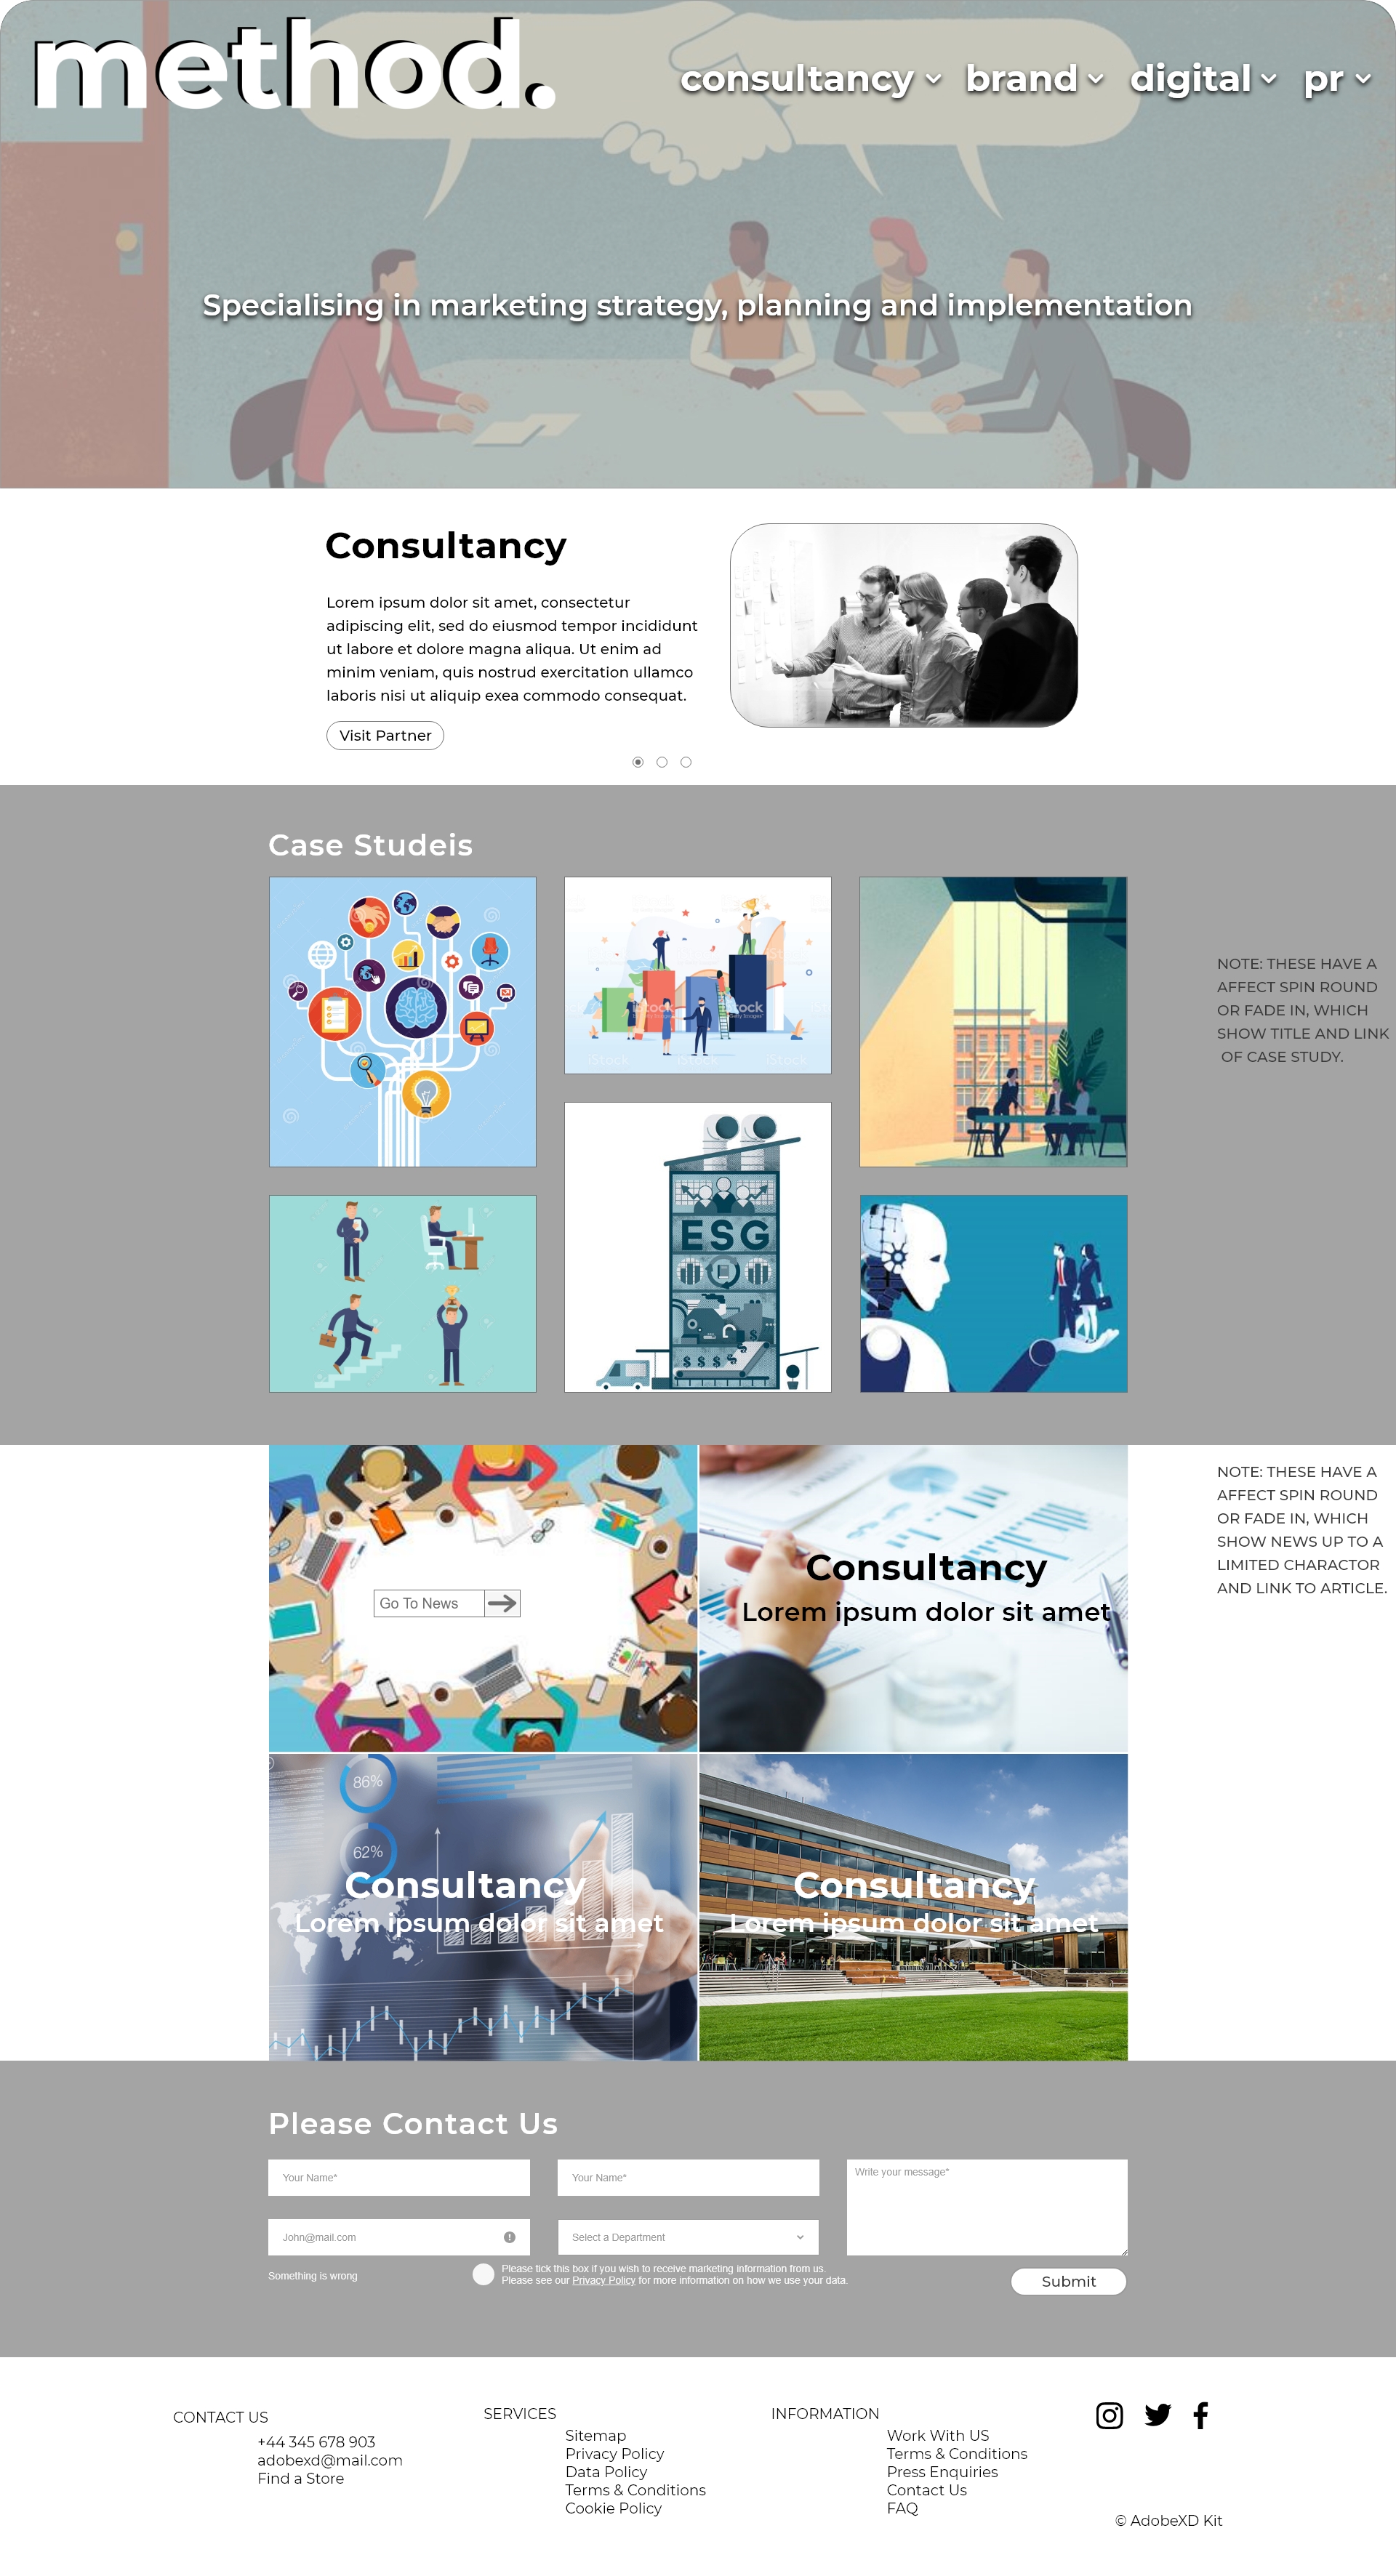 method.
consultancy
brand
digital
pr
Specialising in marketing strategy, planning and implementation
Consultancy
Lorem ipsum dolor sit amet, consectetur
adipiscing elit, sed do eiusmod tempor incididunt
ut labore et dolore magna aliqua. Ut enim ad
minim veniam, quis nostrud exercitation ullamco
laboris nisi ut aliquip exea commodo consequat.
Visit Partner
Case Studeis
NOTE: THESE HAVE A
AFFECT SPIN ROUND
OR FADE IN, WHICH
SHOW TITLE AND LINK
OF CASE STUDY.
iStock
iStock
iStock
iStock
ESG
$ $ $ $
NOTE: THESE HAVE A
AFFECT SPIN ROUND
OR FADE IN, WHICH
SHOW NEWS UP TO A
LIMITED CHARACTOR
AND LINK TO ARTICLE.
Go To News
Consultancy
Lorem ipsum dolor sit amet
86%
62%
Consultancy
Lorem ipsum dolor sit amet
Consultancy
Lorem ipsum dolor sit amet
Please Contact Us
Your Name*
Your Name*
Write your message*
John@mail.com
Select a Department
Something is wrong
Please tick this box if you wish to receive marketing information from us.
Please see our Privacy Policy for more information on how we use your data.
Submit
CONTACT US
+44 345 678 903
adobexd@mail.com
Find a Store
SERVICES
Sitemap
Privacy Policy
Data Policy
Terms & Conditions
Cookie Policy
INFORMATION
Work With US
Terms & Conditions
Press Enquiries
Contact Us
FAQ
© AdobeXD Kit